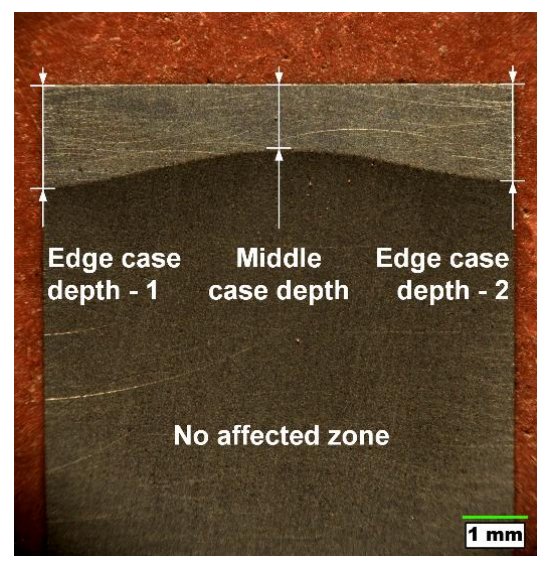 Edge case
depth - 1
Middle
case depth
Edge case
depth - 2
No affected zone
1 mm